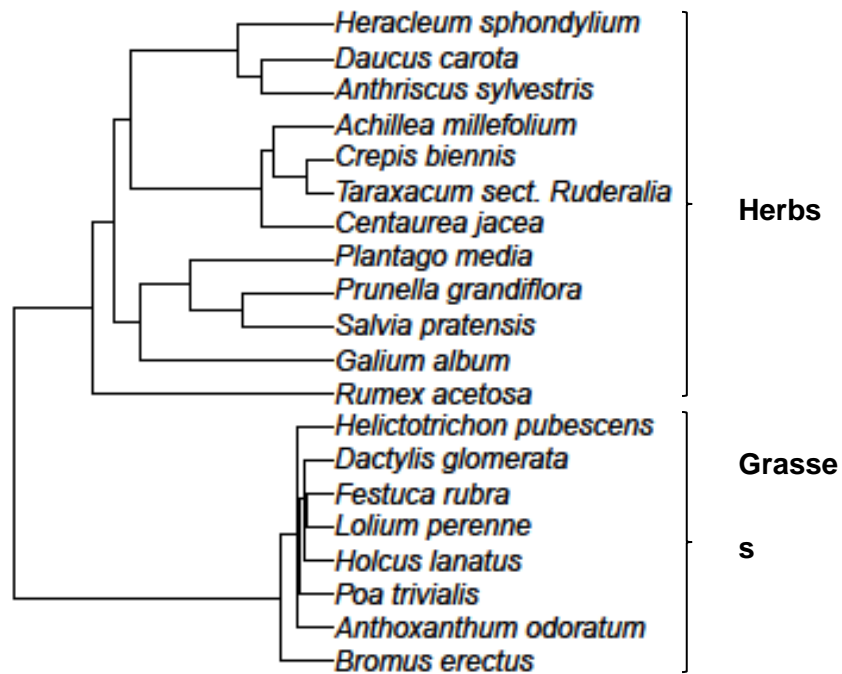 Heracleum sphondylium
Daucus carota
Anthriscus sylvestris
Achillea millefolium
Crepis biennis
Taraxacum sect. Ruderalia
Centaurea jacea
Plantago media
Prunella grandiflora
Salvia pratensis
Galium album
Rumex acetosa
Herbs
Helictotrichon pubescens
Dactylis glomerata
Festuca rubra
Lolium perenne
Holcus lanatus
Poa trivialis
Anthoxanthum odoratum
Bromus erectus
Grasse
s